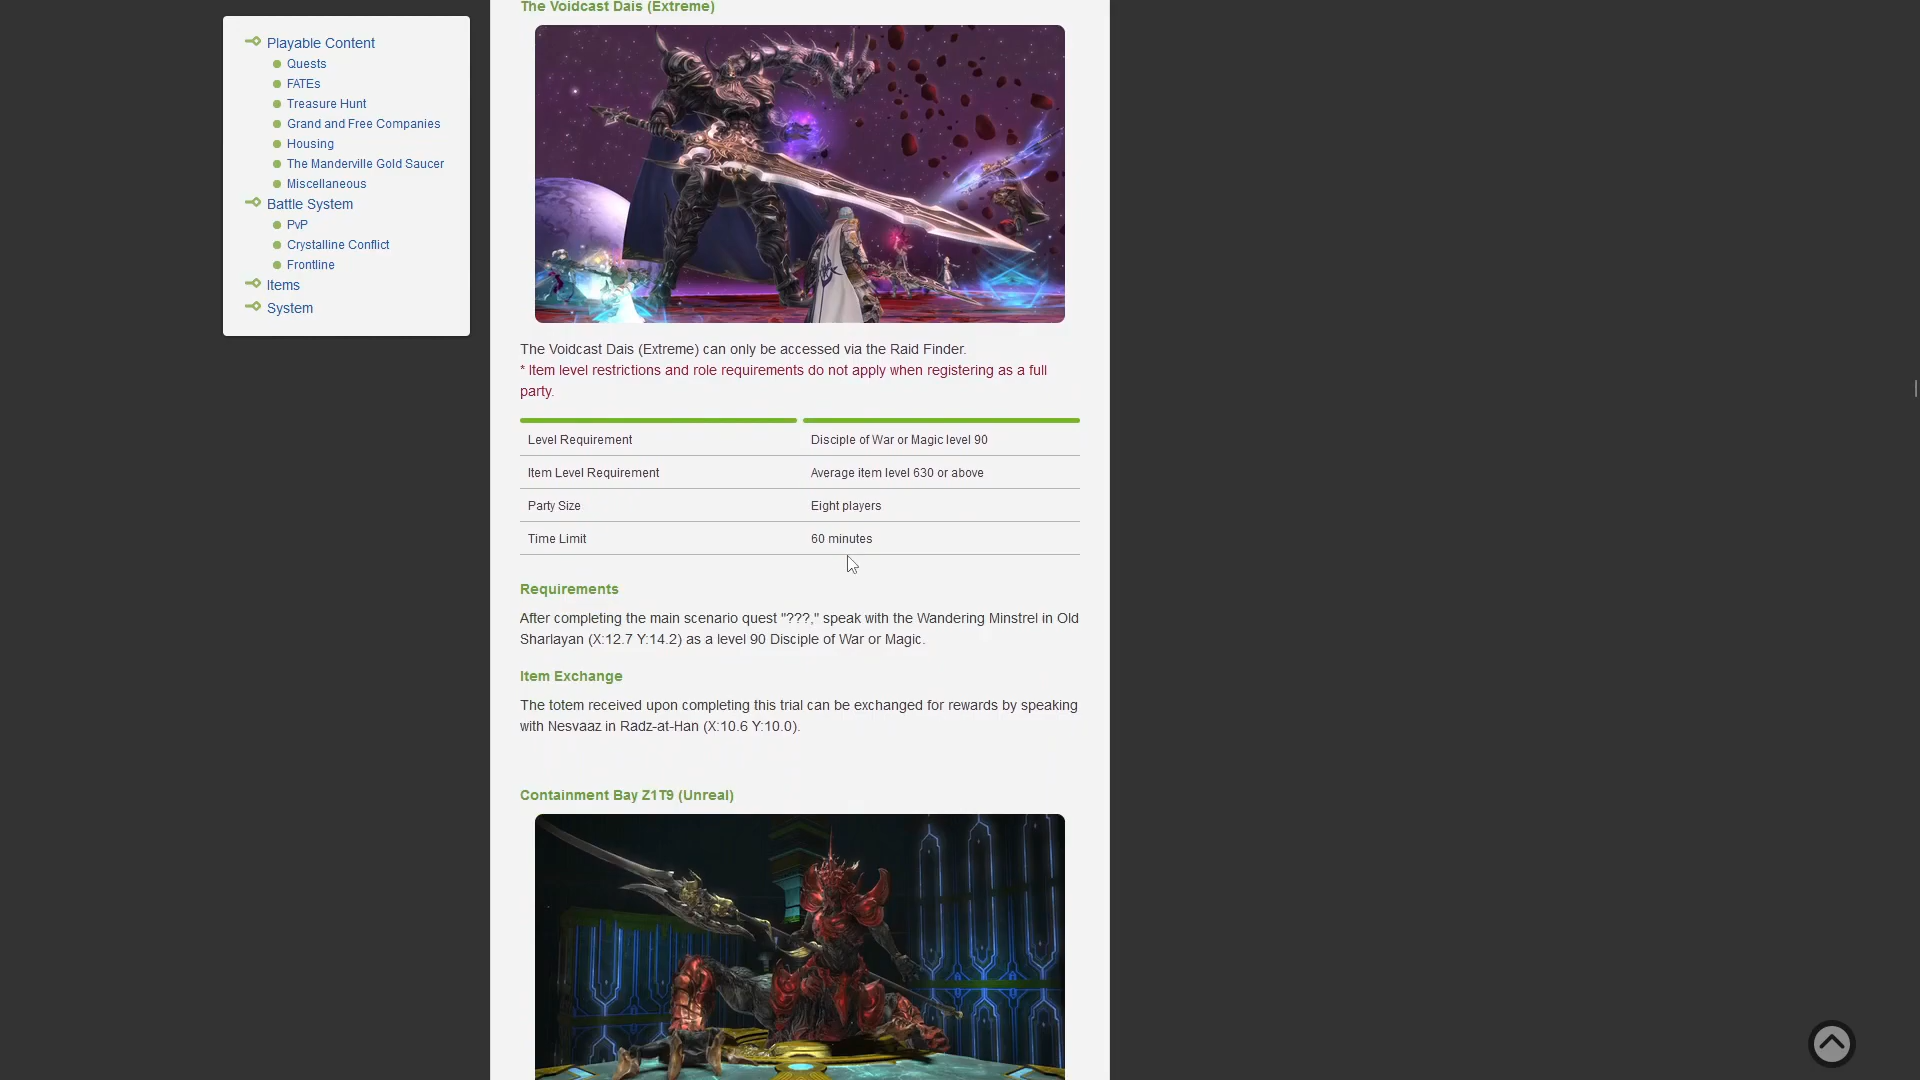 Playable Content
Quests
FATEs
Treasure Hunt
Grand and Free Companies
Housing
The Manderville Gold Saucer
Miscellaneous
Battle System
PvP
Crystalline Conflict
Frontline
Items
System
The Voidcast Dais (Extreme)
The Voidcast Dais (Extreme) can only be accessed via the Raid Finder.
* Item level restrictions and role requirements do not apply when registering as a full
party.
Level Requirement Disciple of War or Magic level 90
Item Level Requirement Average item level 630 or above
Party Size Eight players
Time Limit 60 minutes
Requirements
After completing the main scenario quest "???," speak with the Wandering Minstrel in Old
Sharlayan (X:12.7 Y:14.2) as a level 90 Disciple of War or Magic.
Item Exchange
The totem received upon completing this trial can be exchanged for rewards by speaking
with Nesvaaz in Radz-at-Han (X:10.6 Y:10.0).
Containment Bay Z1T9 (Unreal)